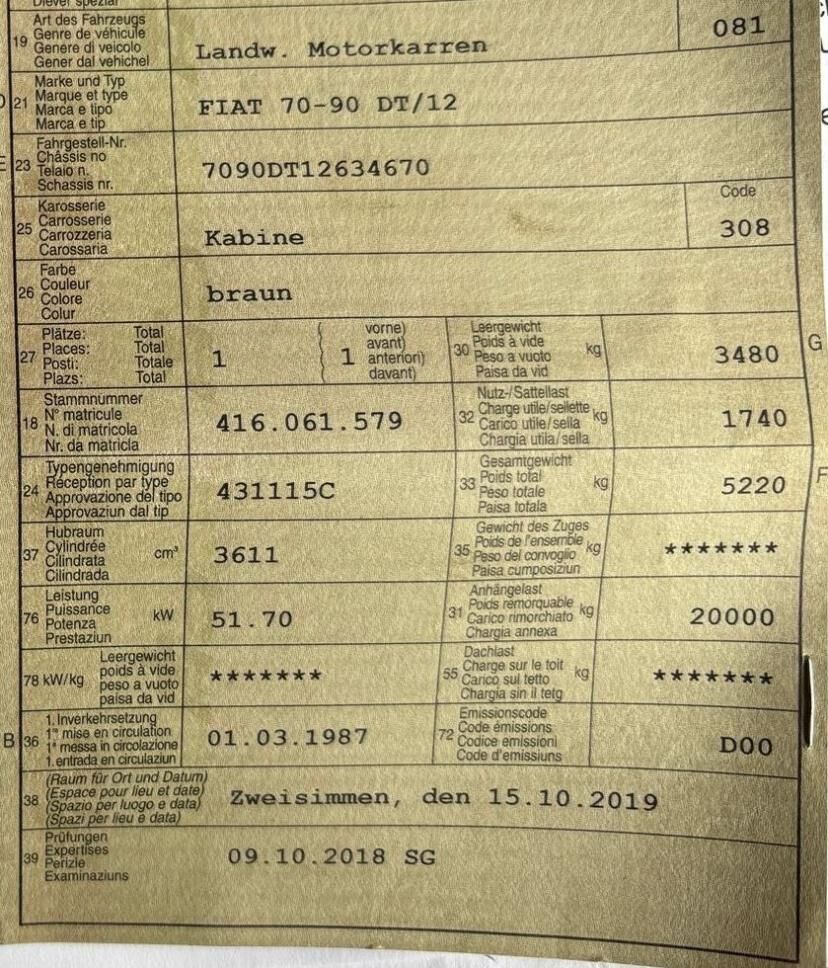 19 Art des Fahrzeugs
Genre de véhicule
Genere di veicolo
Gener dal vehichel
Landw. Motorkarren
081
21 Marke und Typ
Marque et type
Marca e tipo
Marca e tip
FIAT 70-90 DT/12
E 23 Fahrgestell-Nr.
Châssis no
Telaio n.
Schassis nr.
7090DT12634670
25 Karosserie
Carrosserie
Carrozzeria
Carossaria
Kabine
Code
308
26 Farbe
Couleur
Colore
Colur
braun
27 Plätze: Total
Places: Total
Posti: Totale
Plazs: Total
1
1
vorne)
avant)
anteriori)
davant)
30 Leergewicht
Poids à vide
Peso a vuoto
Paisa da vid
kg
3480
G
18 Stammnummer
N° matricule
N. di matricola
Nr. da matricla
416.061.579
32 Nutz-/Sattellast
Charge utile/sellette
Carico utile/sella
Chargia utila/sella
kg
1740
24 Typengenehmigung
Réception par type
Approvazione del tipo
Approvaziun dal tip
431115C
33 Gesamtgewicht
Poids total
Peso totale
Paisa totala
kg
5220
F
37 Hubraum
Cylindrée
Cilindrata
Cilindrada
cm³
3611
35 Gewicht des Zuges
Poids de l'ensemble
Peso del convoglio
Paisa cumposiziun
kg
*******
76 Leistung
Puissance
Potenza
Prestaziun
kW
51.70
31 Anhängelast
Poids remorquable
Carico rimorchiato
Chargia annexa
kg
20000
78 kW/kg
Leergewicht
poids à vide
peso a vuoto
paisa da vid
*******
55 Dachlast
Charge sur le toit
Carico sul tetto
Chargia sin il tetg
kg
*******
B 36 1. Inverkehrsetzung
1re mise en circulation
1a messa in circolazione
1. entrada en circulaziun
01.03.1987
72 Emissionscode
Code émissions
Codice emissioni
Code d'emissiuns
D00
38 (Raum für Ort und Datum)
(Espace pour lieu et date)
(Spazio per luogo e data)
(Spazi per lieu e data)
Zweisimmen, den 15.10.2019
39 Prüfungen
Expertises
Perizie
Examinaziuns
09.10.2018 SG